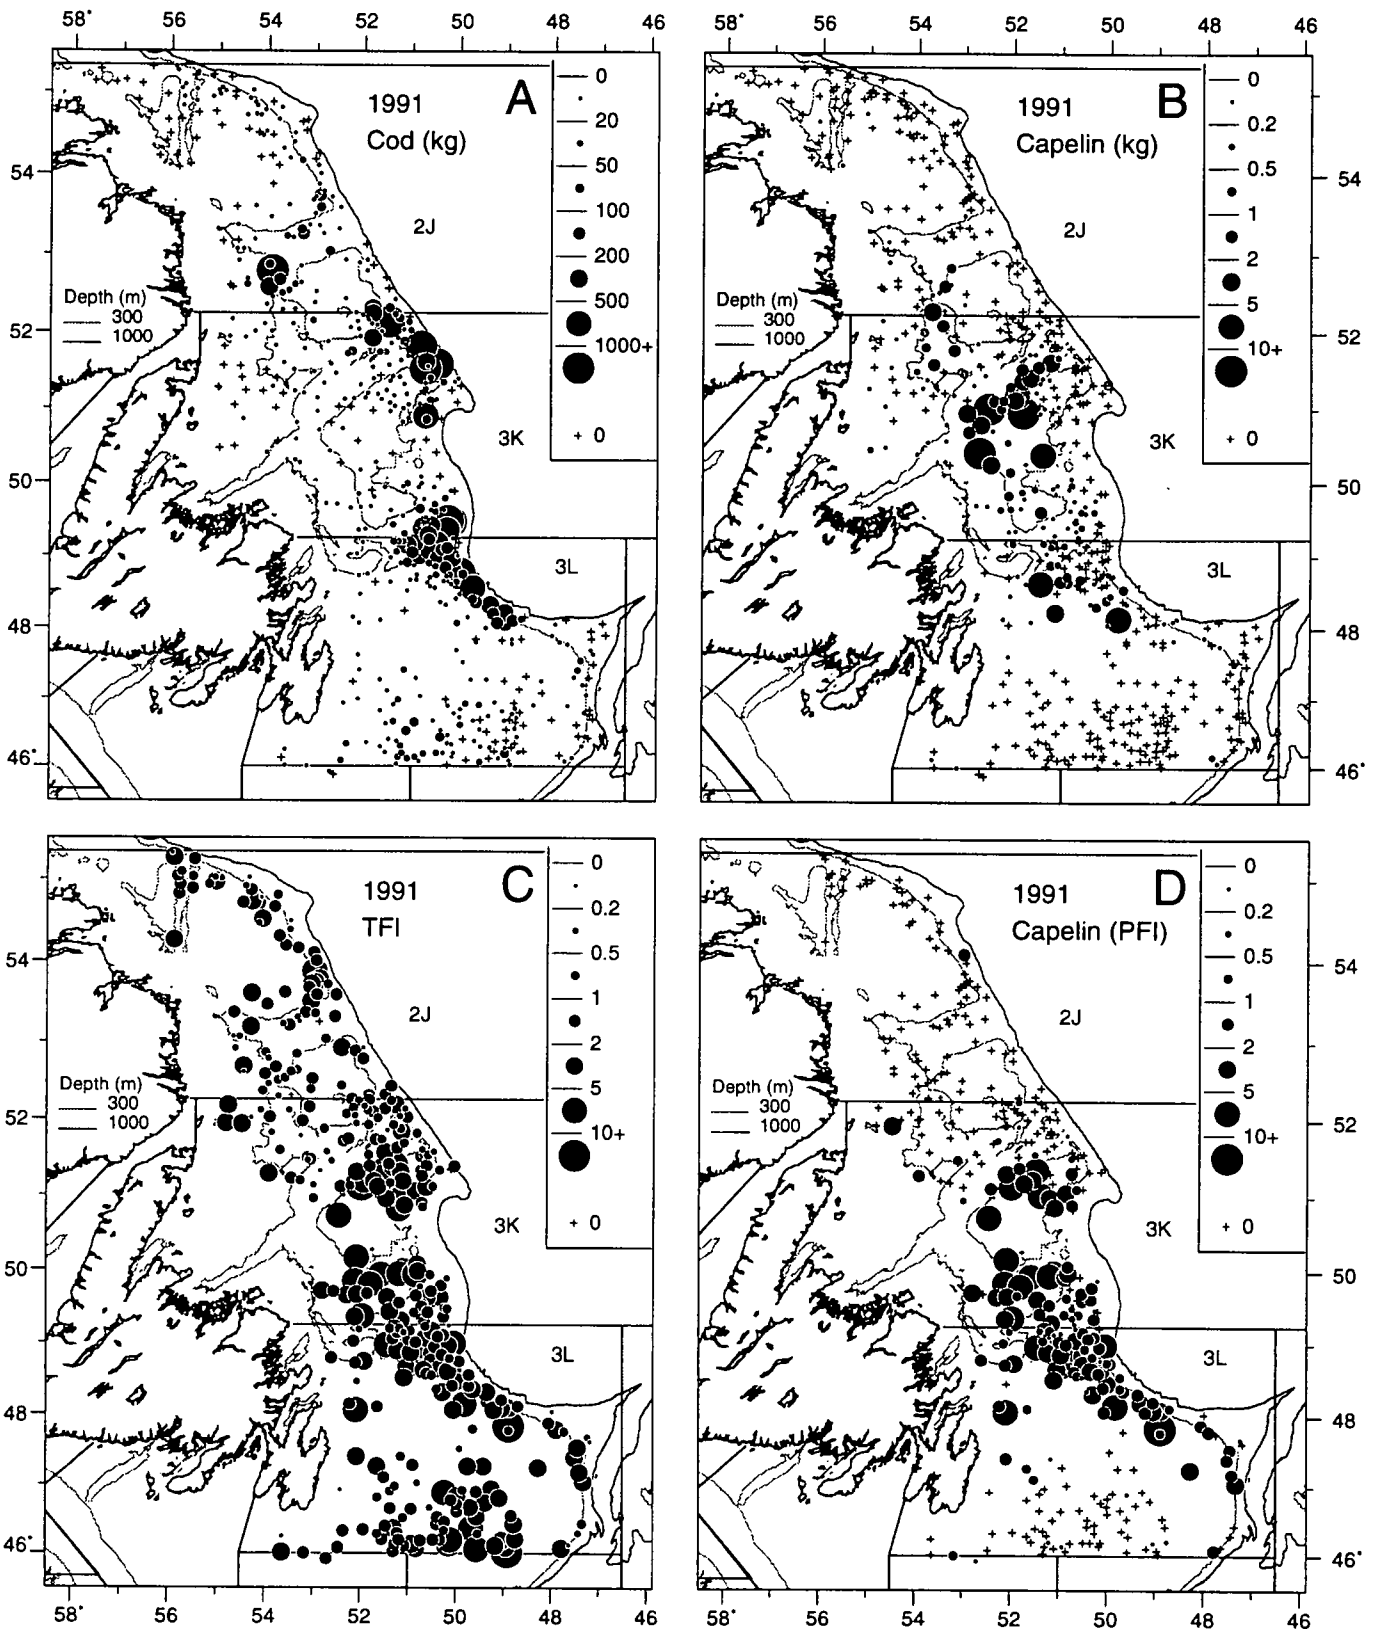 58° 56 54 52 50 48 46
58° 56 54 52 50 48 46
A
1991
Cod (kg)
0
20
50
100
200
500
1000+
+ 0
54
52
50
48
46°
2J
3K
3L
Depth (m)
300
1000
B
1991
Capelin (kg)
0
0.2
0.5
1
2
5
10+
+ 0
54
52
50
48
46°
2J
3K
3L
Depth (m)
300
1000
C
1991
TFI
0
0.2
0.5
1
2
5
10+
+ 0
54
52
50
48
46°
2J
3K
3L
Depth (m)
300
1000
D
1991
Capelin (PFI)
0
0.2
0.5
1
2
5
10+
+ 0
54
52
50
48
46°
2J
3K
3L
Depth (m)
300
1000
58° 56 54 52 50 48 46
58° 56 54 52 50 48 46